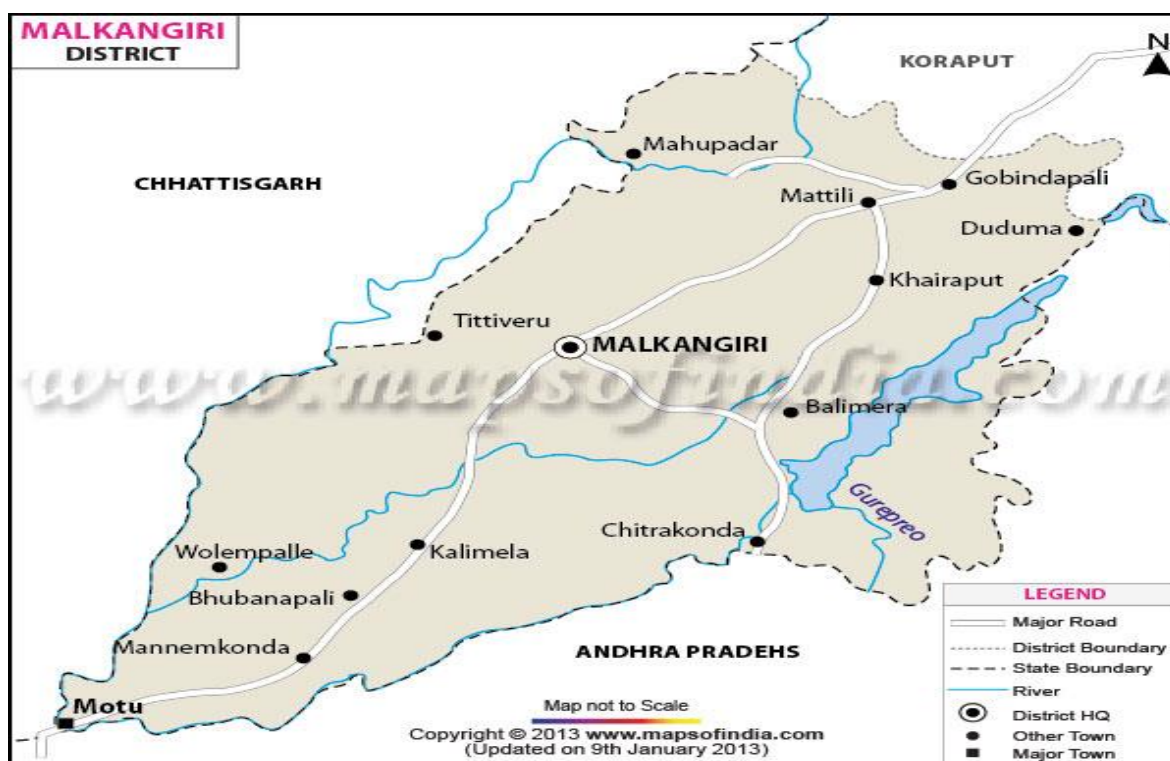 MALKANGIRI
DISTRICT
N
KORAPUT
Mahupadar
CHHATTISGARH
Gobindapali
Mattili
Duduma
Khairaput
Tittiveru
MALKANGIRI
www.mapsofindia.com
Balimera
Gurepreo
Chitrakonda
Wolempalle
Kalimela
Bhubanapali
Mannemkonda
ANDHRA PRADEHS
Motu
LEGEND
Major Road
District Boundary
State Boundary
River
District HQ
Other Town
Major Town
Map not to Scale
Copyright © 2013 www.mapsofindia.com
(Updated on 9th January 2013)